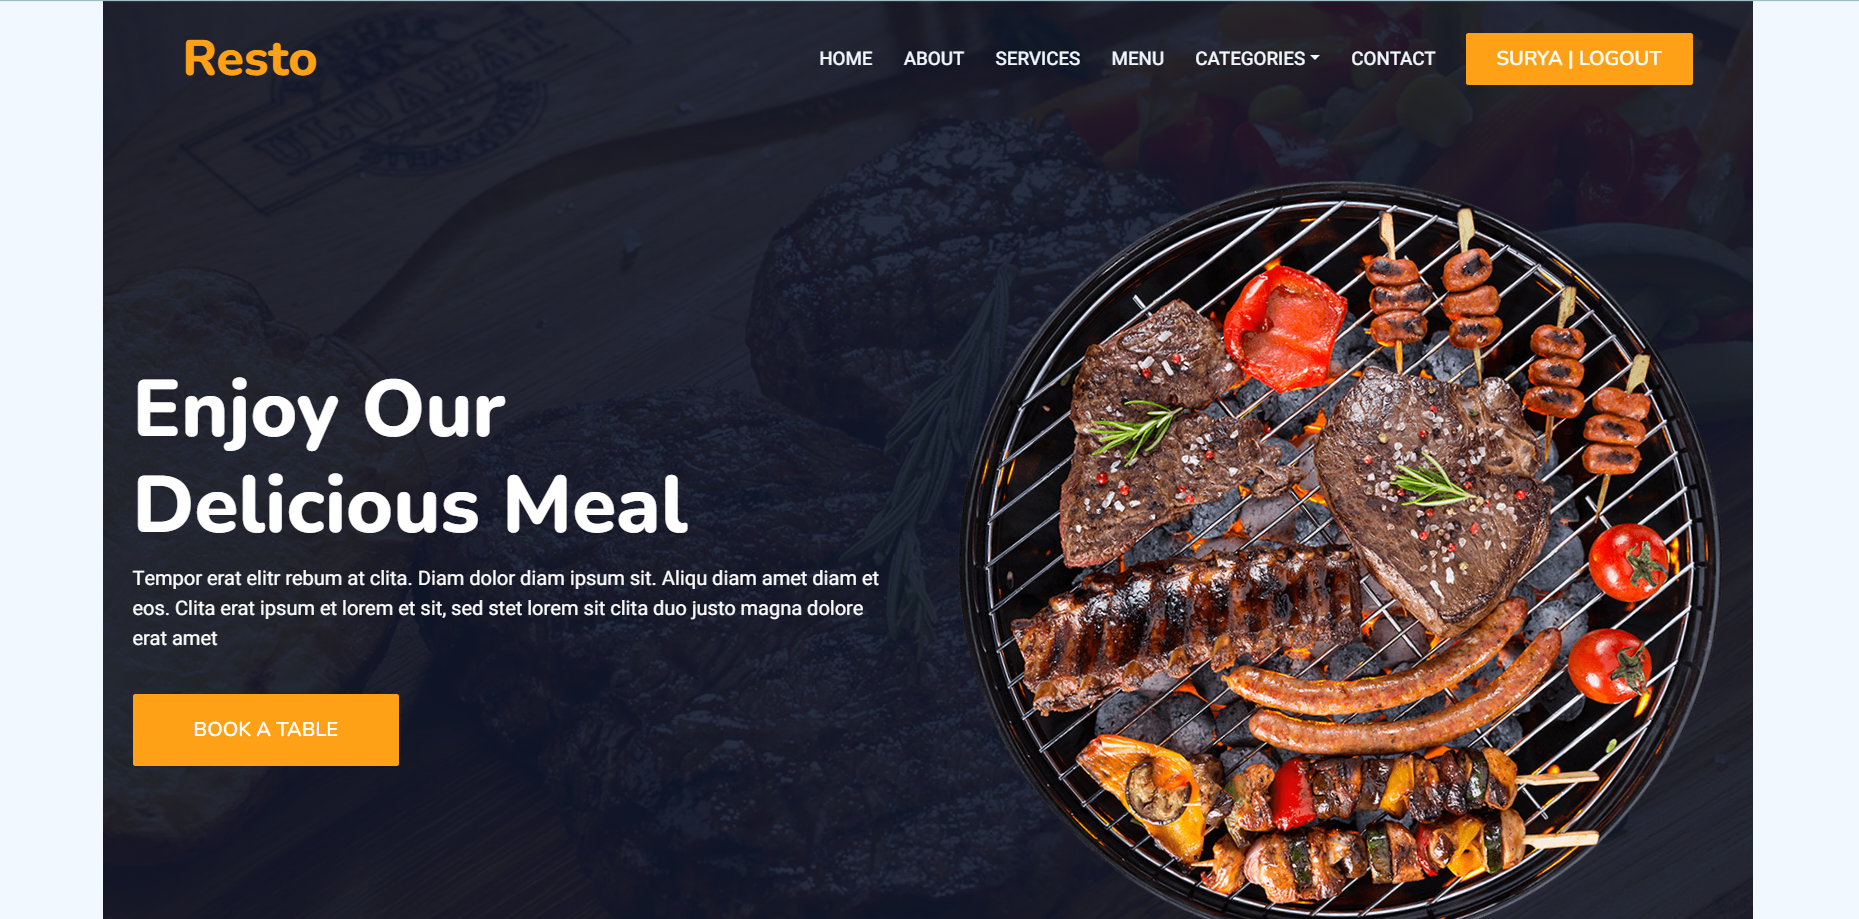 Resto
HOME ABOUT SERVICES MENU CATEGORIES CONTACT SURYA | LOGOUT
Enjoy Our
Delicious Meal
Tempor erat elitr rebum at clita. Diam dolor diam ipsum sit. Aliqu diam amet diam et
eos. Clita erat ipsum et lorem et sit, sed stet lorem sit clita duo justo magna dolore
erat amet
BOOK A TABLE